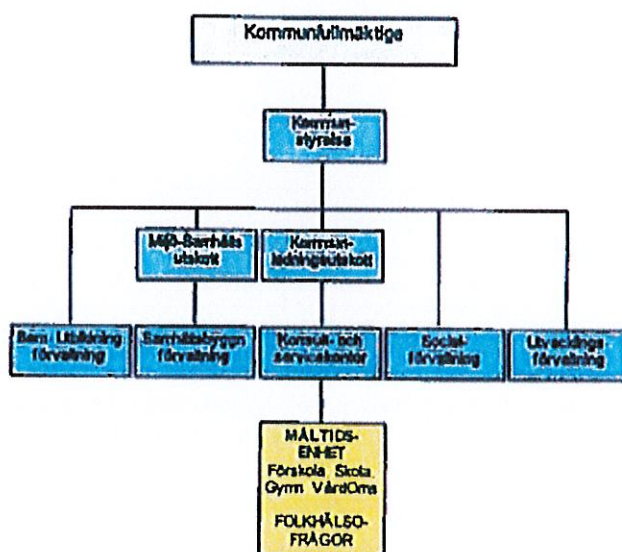 Kommunfullmäktige
Kommun-
styrelse
Miljö-Samhälls
utskott
Kommun-
ledningsutskott
Barn Utbildning
förvaltning
Samhällsbyggn
förvaltning
Konsult- och
servicekontor
Social-
förvaltning
Utvecklings-
förvaltning
MÅLTIDS-
ENHET
Förskola, Skola,
Gymn, VårdOms
FOLKHÄLSO-
FRÅGOR